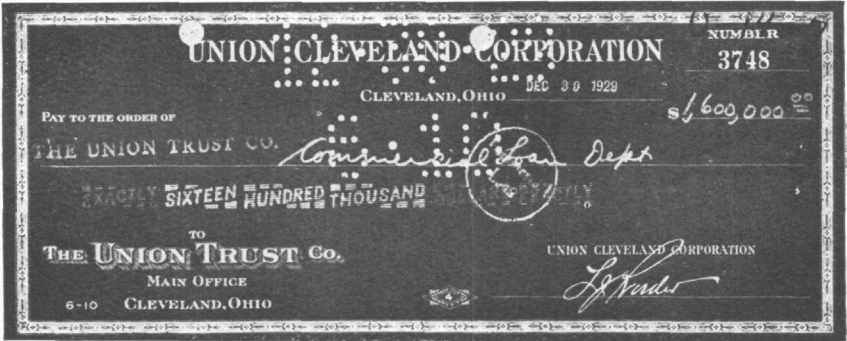 UNION CLEVELAND CORPORATION
NUMBER
3748
CLEVELAND, OHIO DEC 30 1929
$1,600,000 00
PAY TO THE ORDER OF
THE UNION TRUST CO. Commercial Loan Dept
EXACTLY SIXTEEN HUNDRED THOUSAND
TO
THE UNION TRUST CO.
MAIN OFFICE
6-10 CLEVELAND, OHIO
4
UNION CLEVELAND CORPORATION